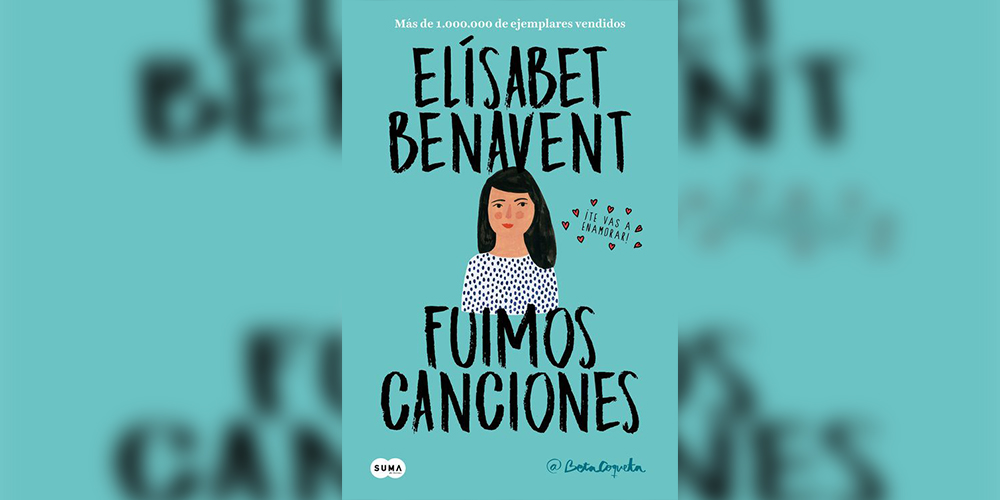 Más de 1.000.000 de ejemplares vendidos
ELÍSABET
BENAVENT
¡TE VAS A
ENAMORAR!
FUIMOS
CANCIONES
SUMA
@BetaCoqueta